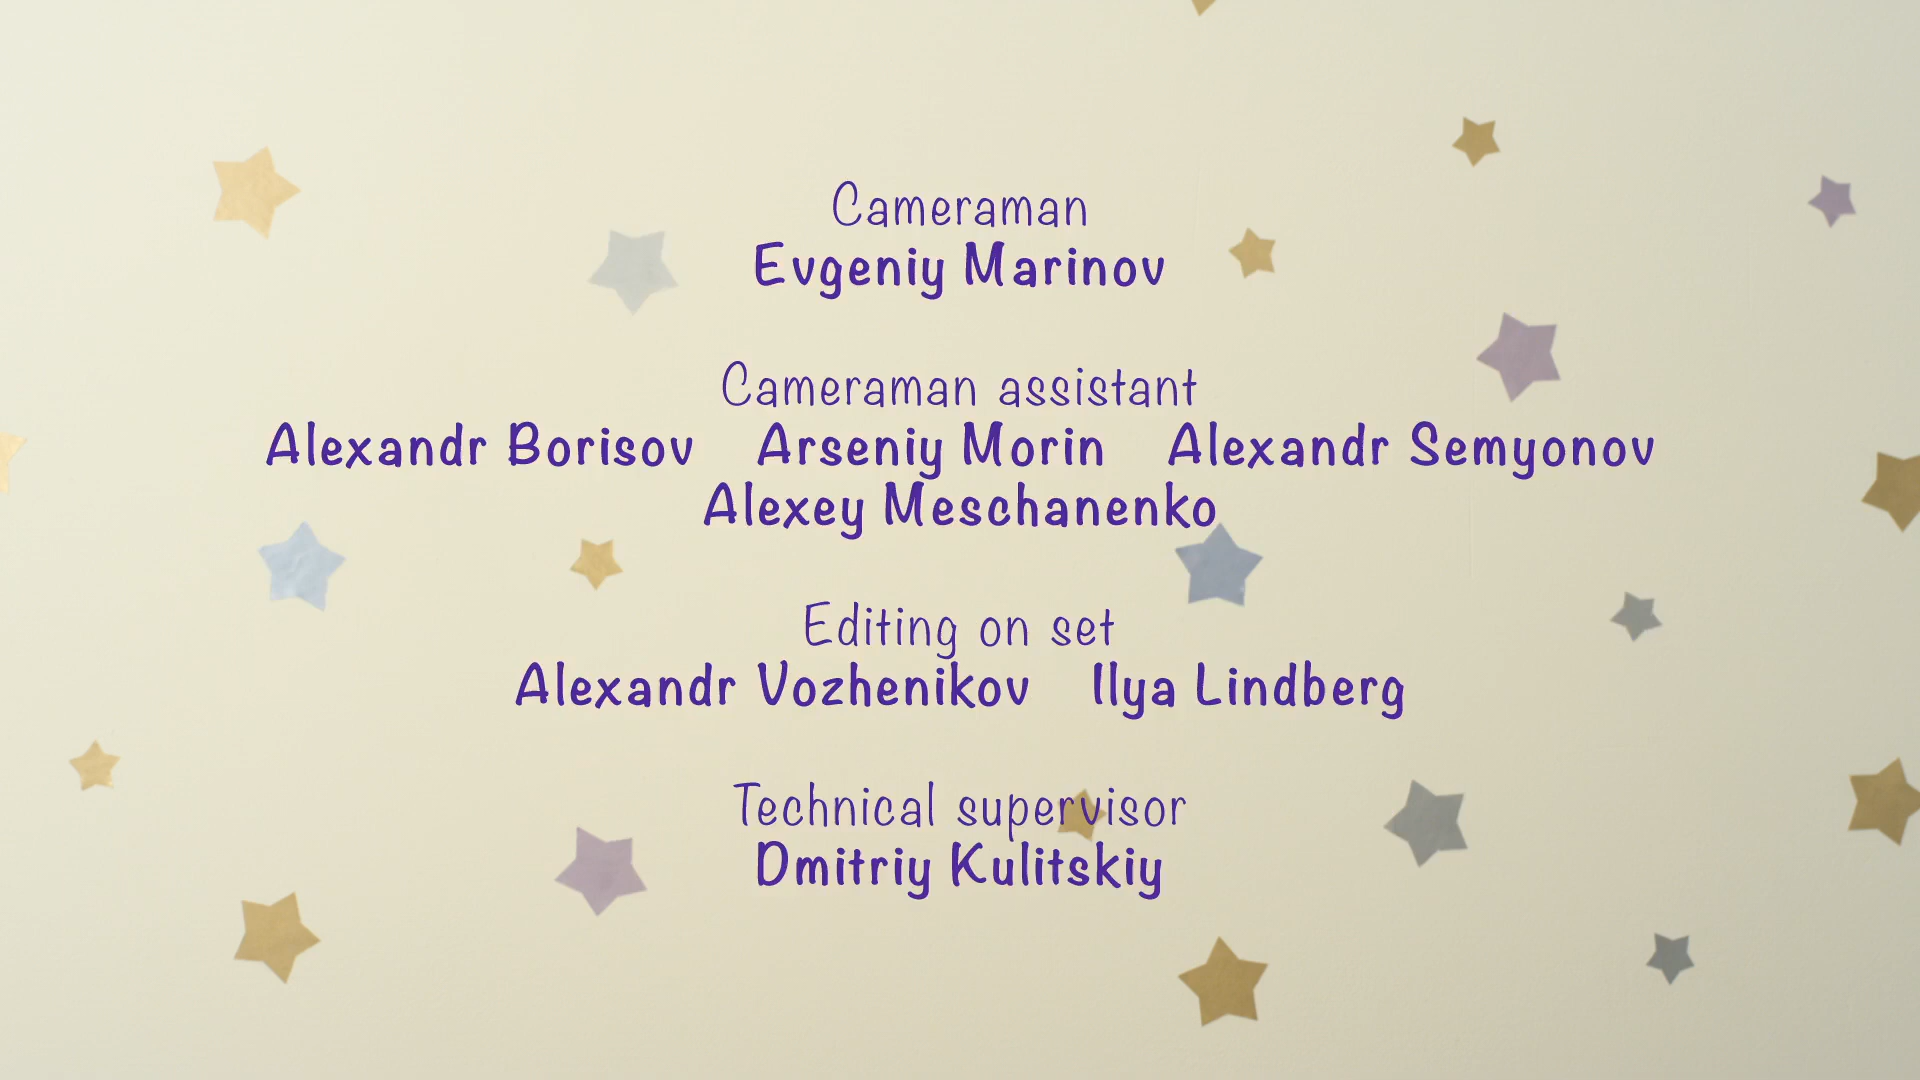 Cameraman
Evgeniy Marinov
Cameraman assistant
Alexandr Borisov Arseniy Morin Alexandr Semyonov
Alexey Meschanenko
Editing on set
Alexandr Vozhenikov Ilya Lindberg
Technical supervisor
Dmitriy Kulitskiy